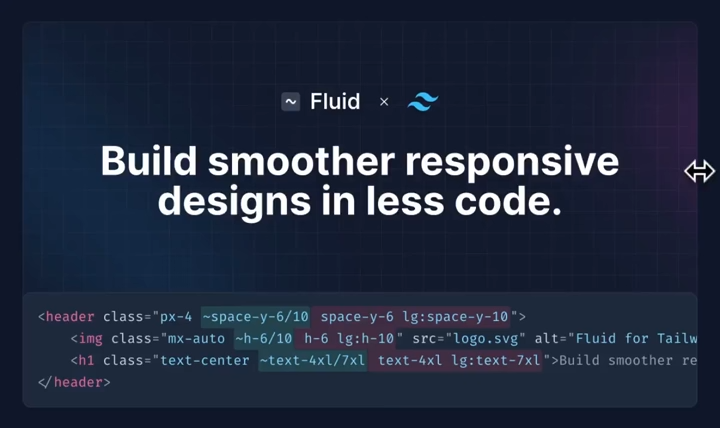 ~ Fluid ×
Build smoother responsive
designs in less code.
<header class="px-4 ~space-y-6/10 space-y-6 lg:space-y-10">
<img class="mx-auto ~h-6/10 h-6 lg:h-10" src="logo.svg" alt="Fluid for Tailw
<h1 class="text-center ~text-4xl/7xl text-4xl lg:text-7xl">Build smoother re
</header>